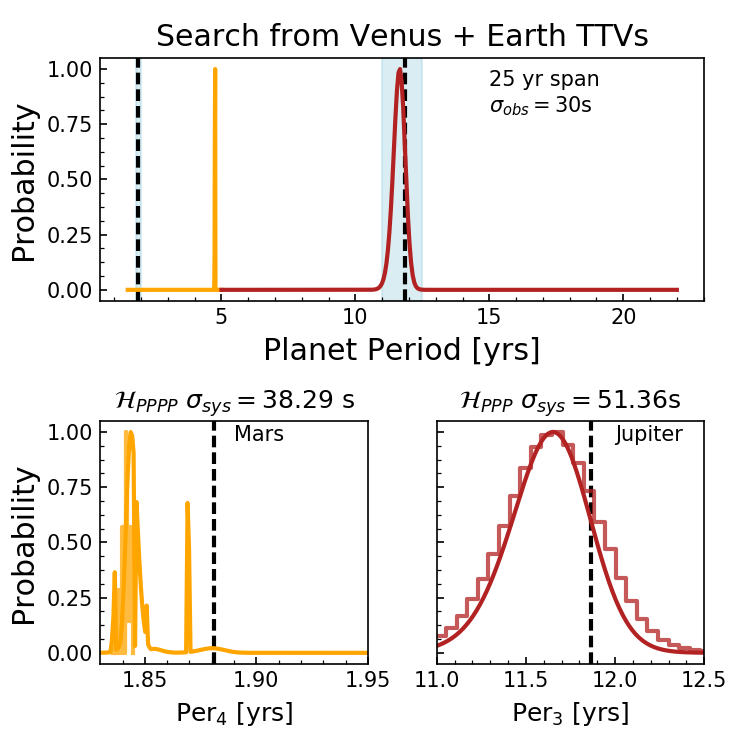 Search from Venus + Earth TTVs
1.00
0.75
0.50
0.25
0.00
Probability
25 yr span
σ_obs = 30s
5
10
15
20
Planet Period [yrs]
ℋ_PPPP σ_sys = 38.29 s
1.00
0.75
0.50
0.25
0.00
Probability
Mars
1.85
1.90
1.95
Per_4 [yrs]
ℋ_PPP σ_sys = 51.36s
Jupiter
11.0
11.5
12.0
12.5
Per_3 [yrs]